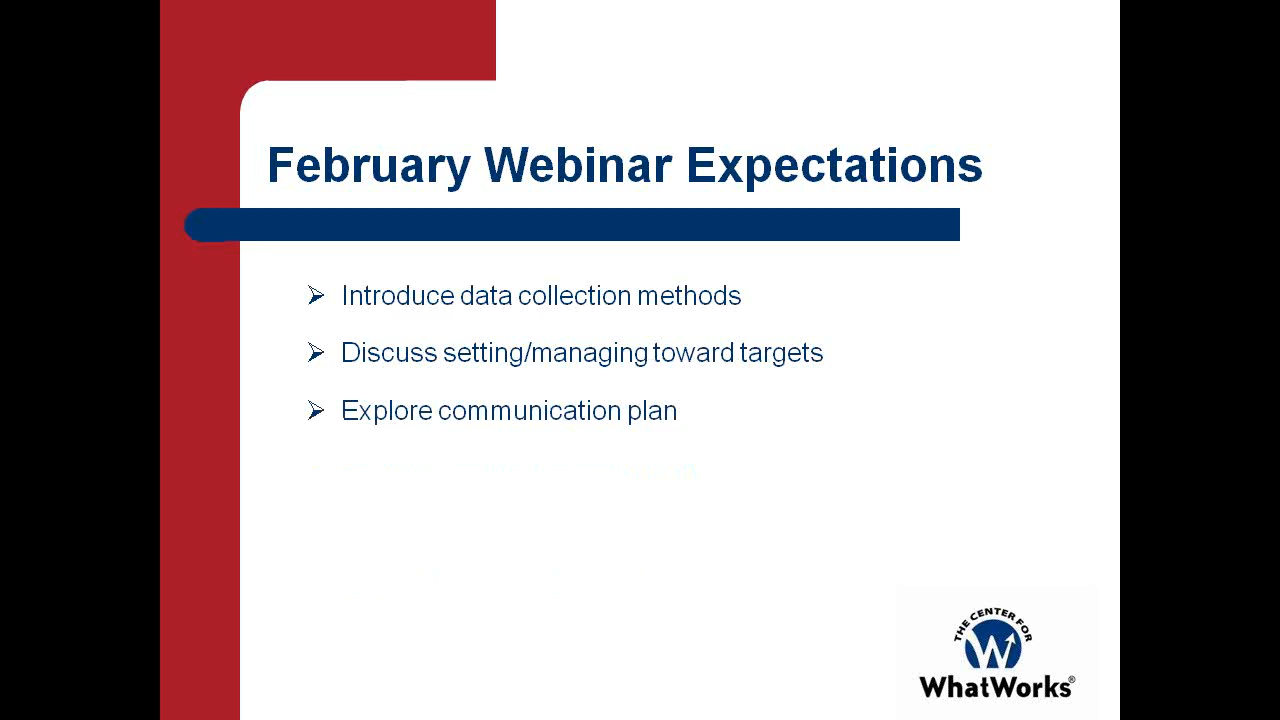 February Webinar Expectations
Introduce data collection methods
Discuss setting/managing toward targets
Explore communication plan
THE CENTER FOR
W
WhatWorks®